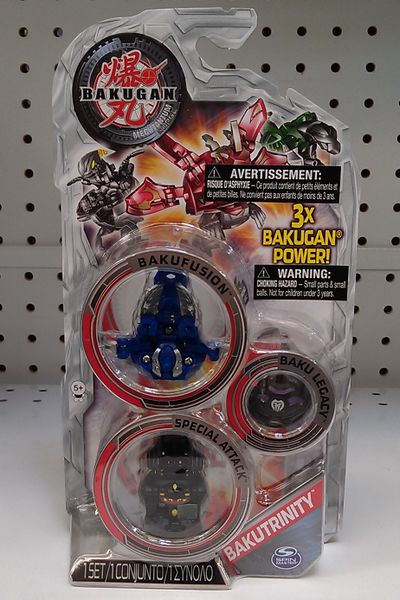 爆丸
BAKUGAN
MECHTANIUM
AVERTISSEMENT:
RISQUE D'ASPHYXIE – Ce produit contient de petits éléments et
de petites billes. Ne convient pas aux enfants de moins de 3 ans.
3X
BAKUGAN®
POWER!
WARNING:
CHOKING HAZARD – Small parts & small
balls. Not for children under 3 years.
BAKUFUSION™
BAKU LEGACY
5+
SPECIAL ATTACK
BAKUTRINITY™
SPIN MASTER
1 SET/1 CONJUNTO/1 ΣΥΝΟΛΟ